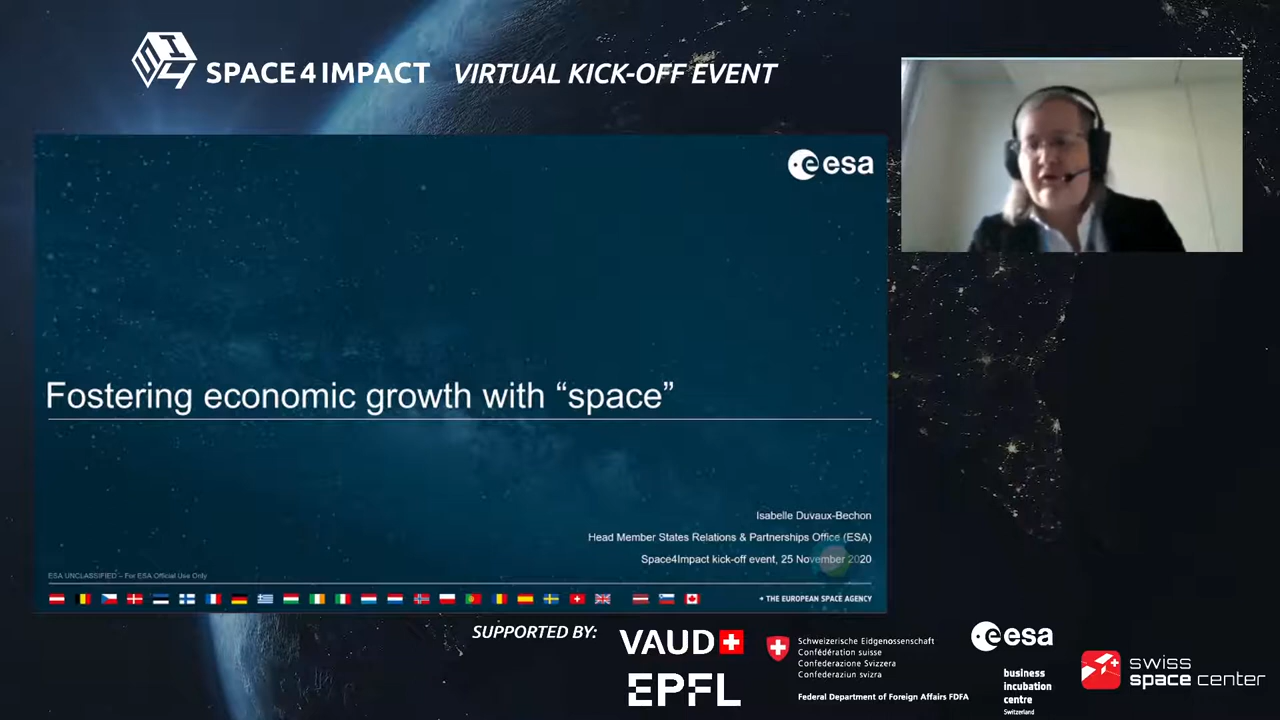 SPACE4IMPACT VIRTUAL KICK-OFF EVENT
esa
Fostering economic growth with “space”
Isabelle Duvaux-Bechon
Head Member States Relations & Partnerships Office (ESA)
Space4Impact kick-off event, 25 November 2020
ESA UNCLASSIFIED – For ESA Official Use Only
→ THE EUROPEAN SPACE AGENCY
SUPPORTED BY:
VAUD
EPFL
Schweizerische Eidgenossenschaft
Confédération suisse
Confederazione Svizzera
Confederaziun svizra
Federal Department of Foreign Affairs FDFA
esa
business
incubation
centre
Switzerland
swiss
space center